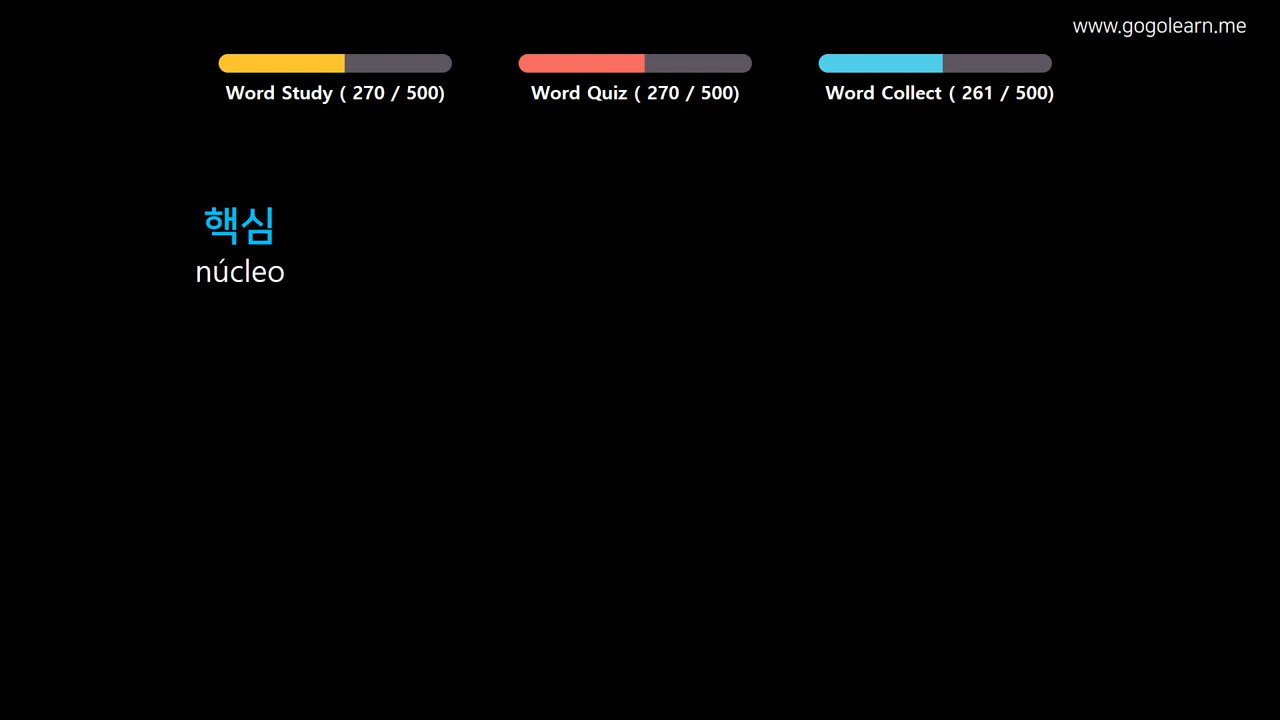 www.gogolearn.me
Word Study ( 270 / 500)
Word Quiz ( 270 / 500)
Word Collect ( 261 / 500)
핵심
núcleo